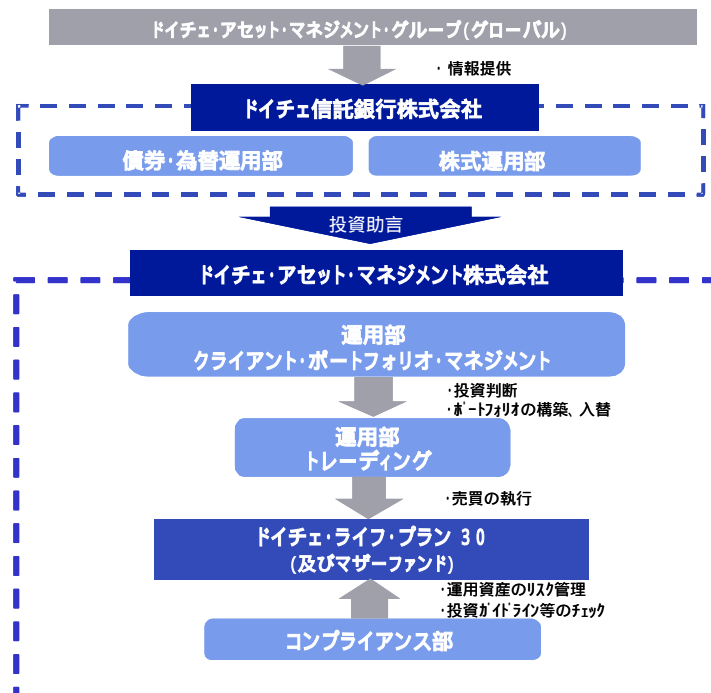 ドイチェ・アセット・マネジメント・グループ(グローバル)
・ 情報提供
ドイチェ信託銀行株式会社
債券・為替運用部
株式運用部
投資助言
ドイチェ・アセット・マネジメント株式会社
運用部
クライアント・ポートフォリオ・マネジメント
・投資判断
・ポートフォリオの構築、入替
運用部
トレーディング
・売買の執行
ドイチェ・ライフ・プラン 30
(及びマザーファンド)
・運用資産のリスク管理
・投資ガイドライン等のチェック
コンプライアンス部